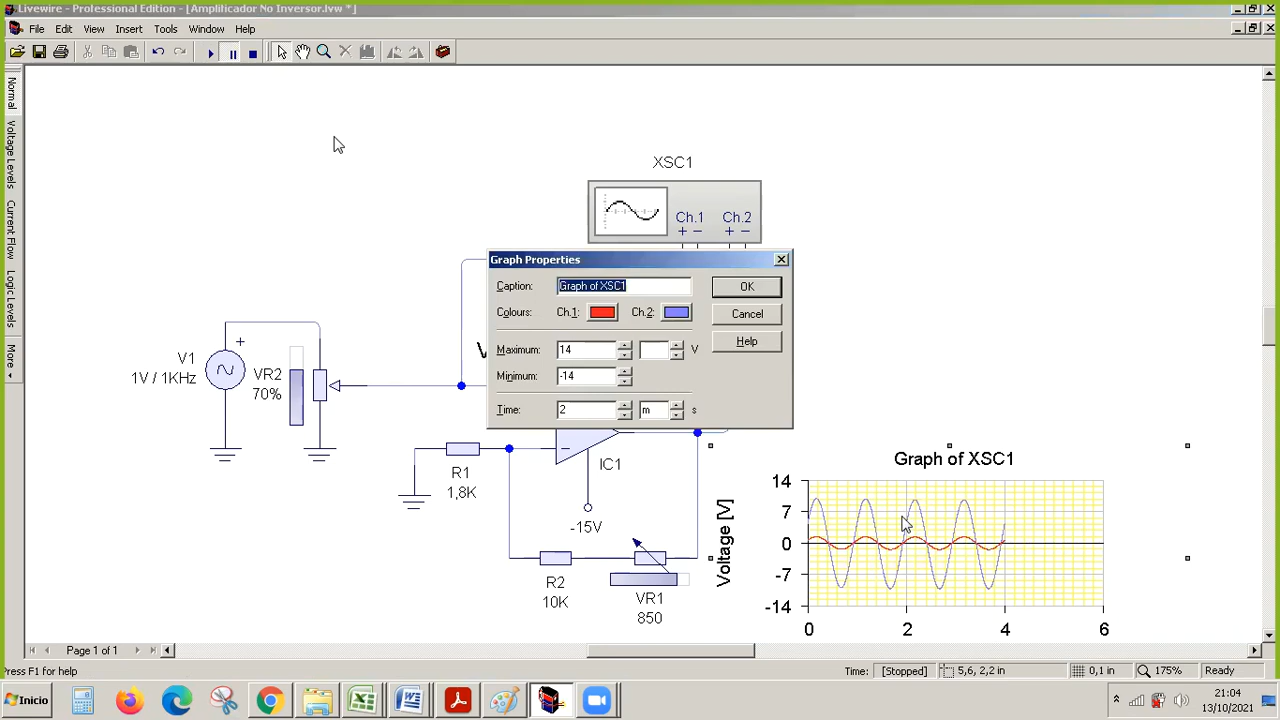 Livewire - Professional Edition - [Amplificador No Inversor.lvw *]
File Edit View Insert Tools Window Help
Normal
Voltage Levels
Current Flow
Logic Levels
More
XSC1
Ch.1 Ch.2
+ − + −
Graph Properties
Caption: Graph of XSC1 OK
Colours: Ch.1: Ch.2: Cancel
Maximum: 14 V Help
Minimum: -14
Time: 2 m s
V1
1V / 1KHz
+
VR2
70%
R1
1,8K
−
IC1
-15V
R2
10K
VR1
850
Graph of XSC1
Voltage [V]
14
7
0
-7
-14
0 2 4 6
Page 1 of 1
Press F1 for help Time: [Stopped] 5,6, 2,2 in 0,1 in 175% Ready
Inicio
21:04
13/10/2021